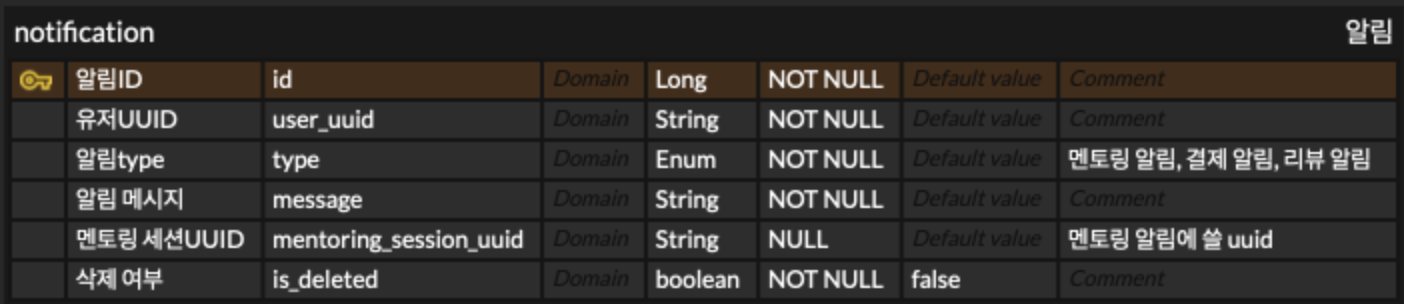 notification 알림
알림ID id Domain Long NOT NULL Default value Comment
유저UUID user_uuid Domain String NOT NULL Default value Comment
알림type type Domain Enum NOT NULL Default value 멘토링 알림, 결제 알림, 리뷰 알림
알림 메시지 message Domain String NOT NULL Default value Comment
멘토링 세션UUID mentoring_session_uuid Domain String NULL Default value 멘토링 알림에 쓸 uuid
삭제 여부 is_deleted Domain boolean NOT NULL false Comment